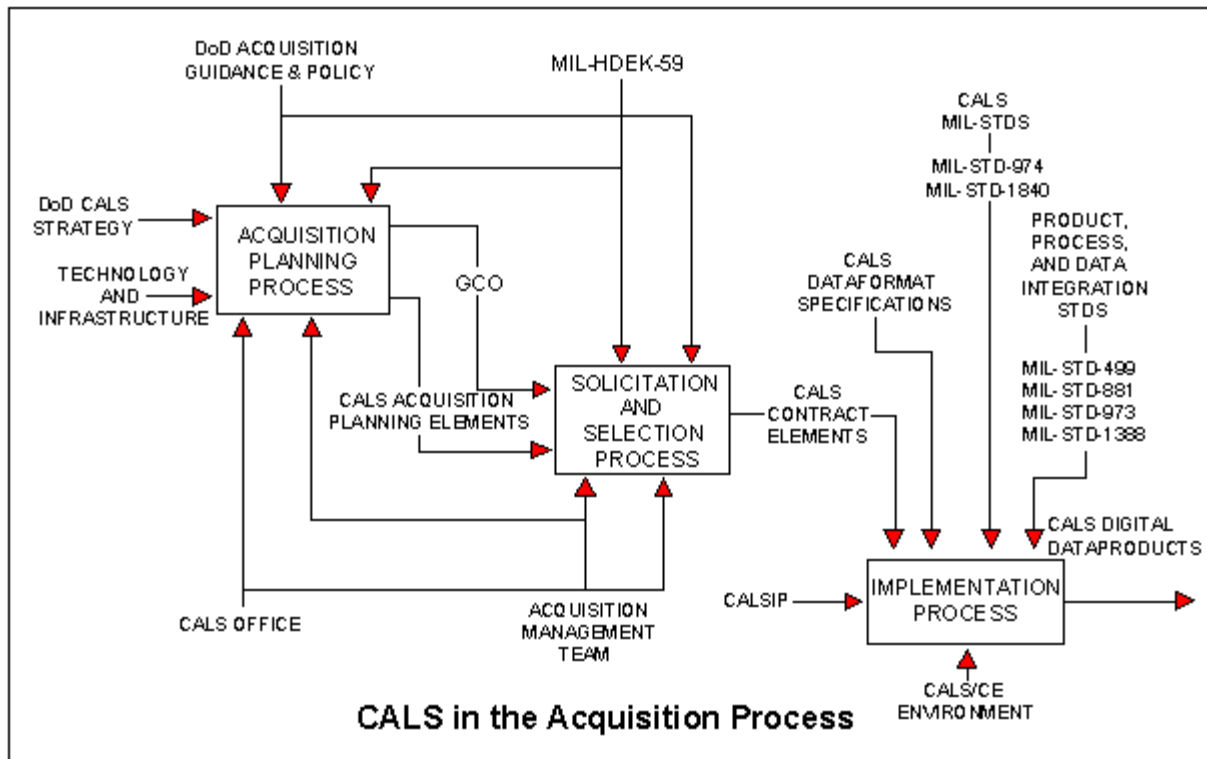 DoD ACQUISITION
GUIDANCE & POLICY
MIL-HDEK-59
CALS
MIL-STDS
MIL-STD-974
MIL-STD-1840
DoD CALS
STRATEGY
TECHNOLOGY
AND
INFRASTRUCTURE
ACQUISITION
PLANNING
PROCESS
GCO
CALS
DATAFORMAT
SPECIFICATIONS
PRODUCT,
PROCESS,
AND DATA
INTEGRATION
STDS
MIL-STD-499
MIL-STD-881
MIL-STD-973
MIL-STD-1388
CALS ACQUISITION
PLANNING ELEMENTS
SOLICITATION
AND
SELECTION
PROCESS
CALS
CONTRACT
ELEMENTS
CALS DIGITAL
DATAPRODUCTS
CALSIP
IMPLEMENTATION
PROCESS
CALS OFFICE
ACQUISITION
MANAGEMENT
TEAM
CALS/CE
ENVIRONMENT
CALS in the Acquisition Process